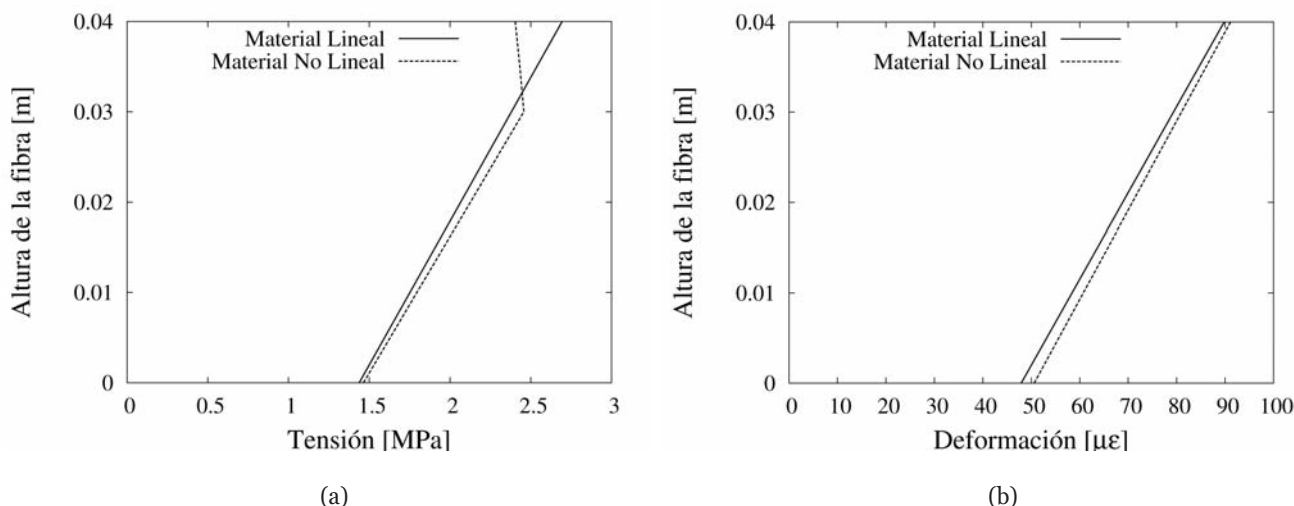 0.04
0.03
0.02
0.01
0
Altura de la fibra [m]
Material Lineal
Material No Lineal
0 0.5 1 1.5 2 2.5 3
Tensión [MPa]
(a)
0.04
0.03
0.02
0.01
0
Altura de la fibra [m]
Material Lineal
Material No Lineal
0 10 20 30 40 50 60 70 80 90 100
Deformación [με]
(b)